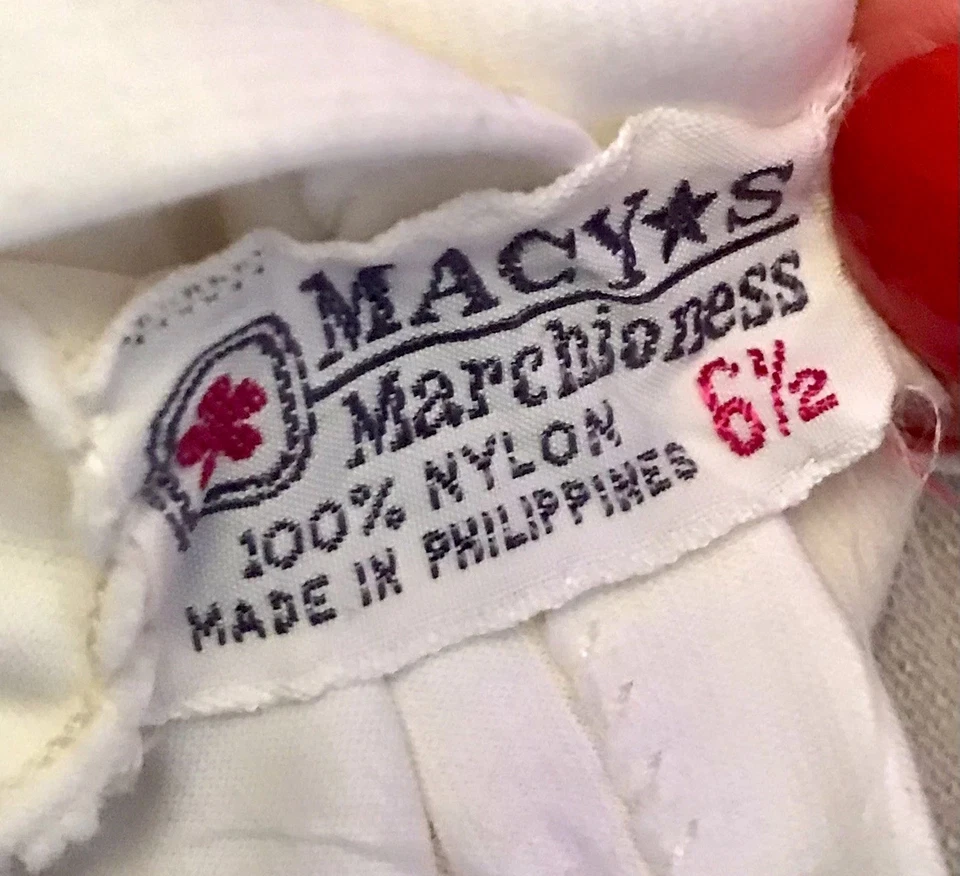 MACY★S
Marchioness
6½
100% NYLON
MADE IN PHILIPPINES